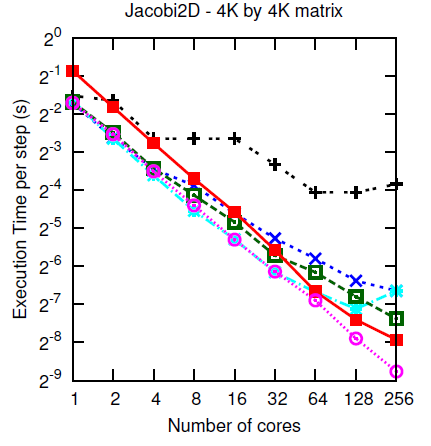 Jacobi2D - 4K by 4K matrix
Execution Time per step (s)
2^0
2^-1
2^-2
2^-3
2^-4
2^-5
2^-6
2^-7
2^-8
2^-9
1 2 4 8 16 32 64 128 256
Number of cores